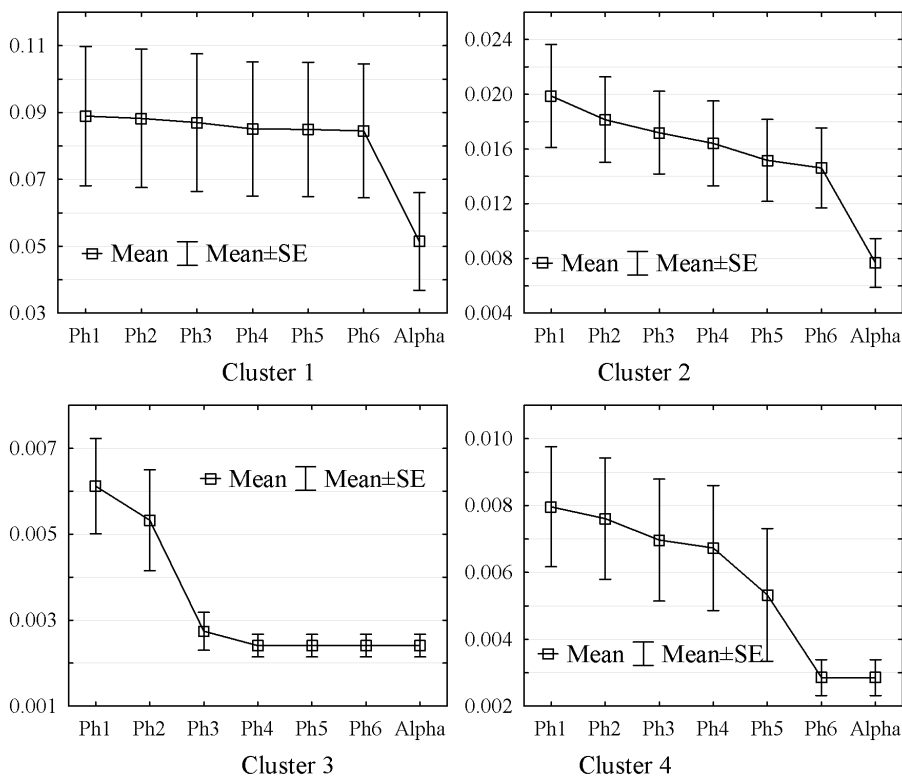 0.11
0.09
0.07
0.05
0.03
Mean Mean±SE
Ph1 Ph2 Ph3 Ph4 Ph5 Ph6 Alpha
Cluster 1
0.024
0.020
0.016
0.012
0.008
0.004
Mean Mean±SE
Ph1 Ph2 Ph3 Ph4 Ph5 Ph6 Alpha
Cluster 2
0.007
0.005
0.003
0.001
Mean Mean±SE
Ph1 Ph2 Ph3 Ph4 Ph5 Ph6 Alpha
Cluster 3
0.010
0.008
0.006
0.004
0.002
Mean Mean±SE
Ph1 Ph2 Ph3 Ph4 Ph5 Ph6 Alpha
Cluster 4